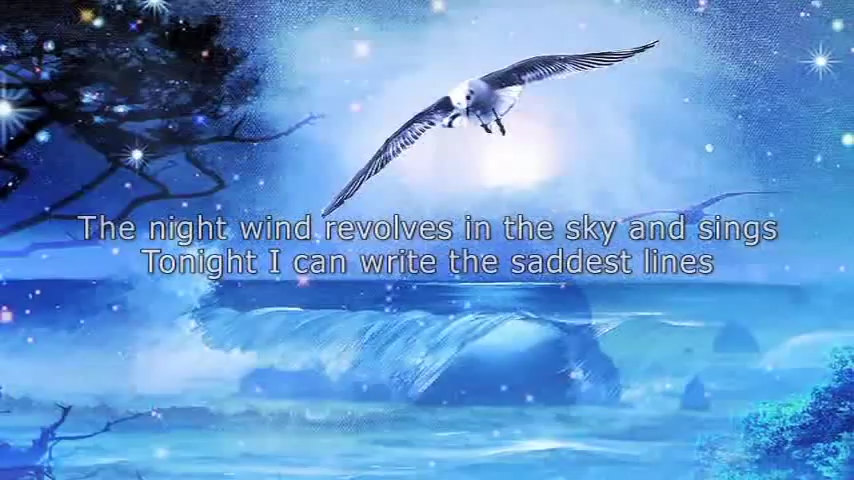 The night wind revolves in the sky and sings
Tonight I can write the saddest lines